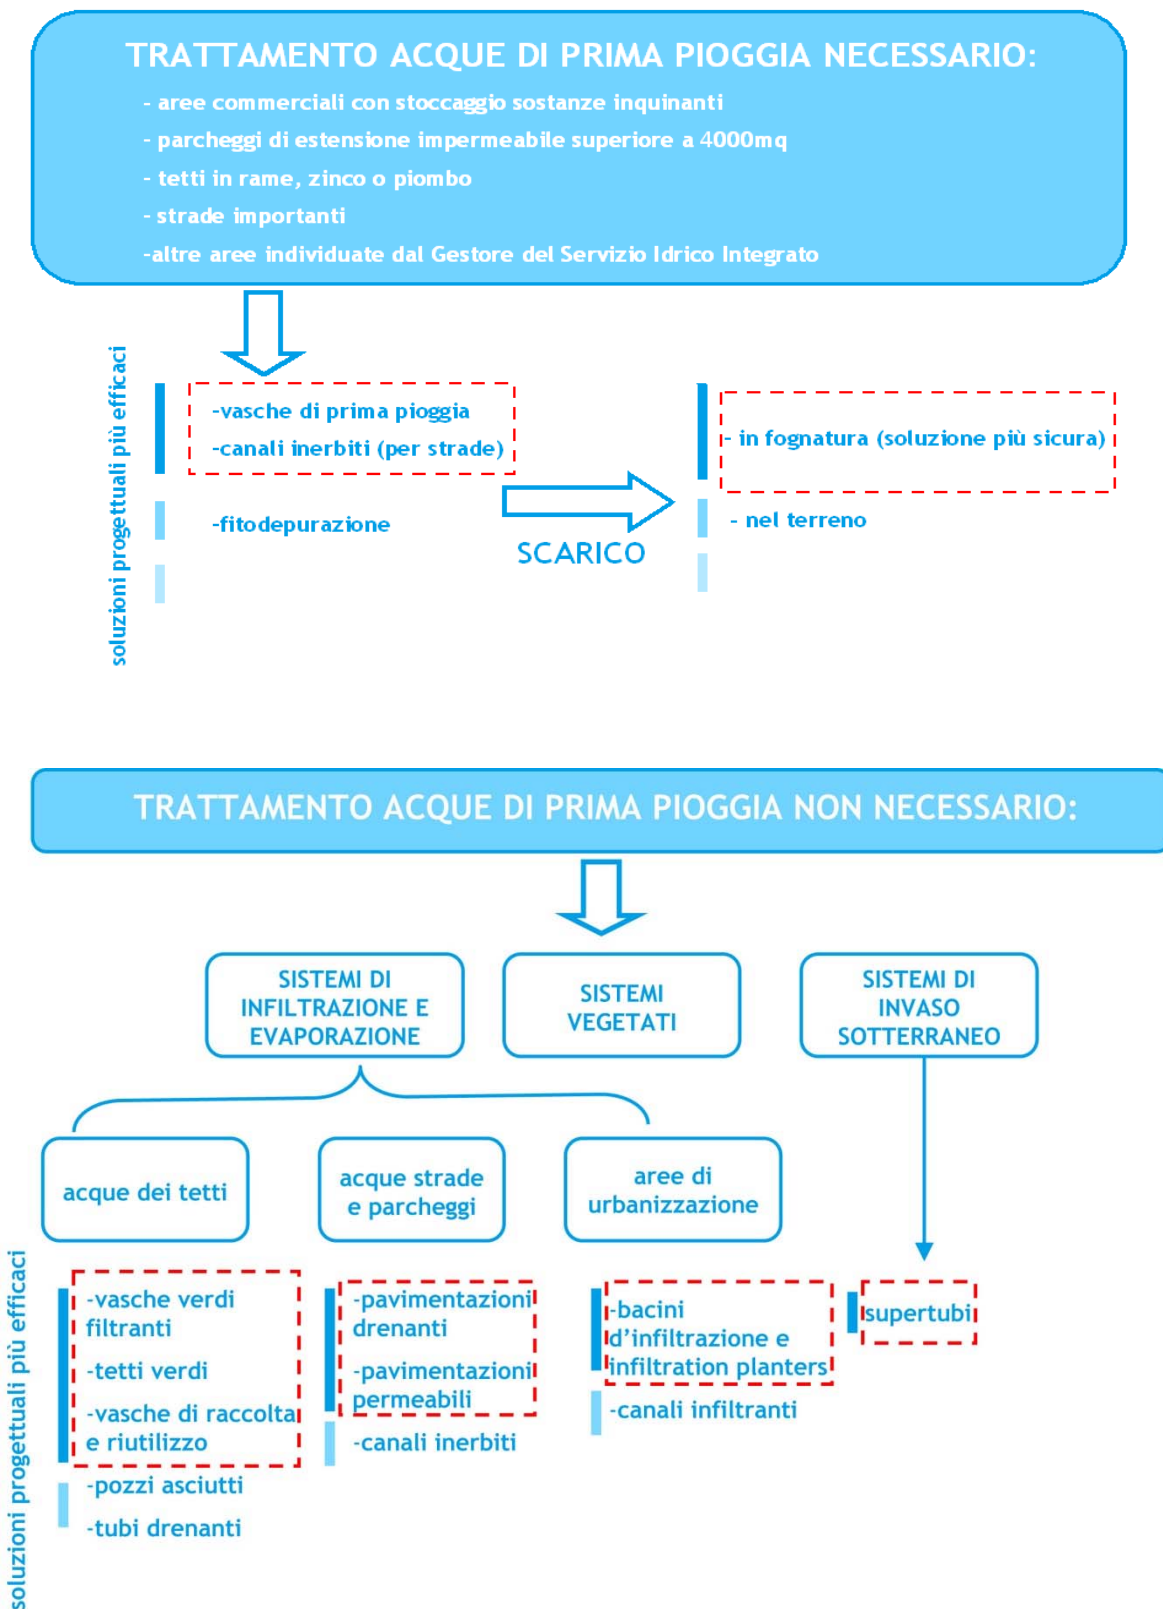 TRATTAMENTO ACQUE DI PRIMA PIOGGIA NECESSARIO:
- aree commerciali con stoccaggio sostanze inquinanti
- parcheggi di estensione impermeabile superiore a 4000mq
- tetti in rame, zinco o piombo
- strade importanti
-altre aree individuate dal Gestore del Servizio Idrico Integrato
soluzioni progettuali più efficaci
-vasche di prima pioggia
-canali inerbiti (per strade)
-fitodepurazione
SCARICO
- in fognatura (soluzione più sicura)
- nel terreno
TRATTAMENTO ACQUE DI PRIMA PIOGGIA NON NECESSARIO:
SISTEMI DI
INFILTRAZIONE E
EVAPORAZIONE
SISTEMI
VEGETATI
SISTEMI DI
INVASO
SOTTERRANEO
acque dei tetti
acque strade
e parcheggi
aree di
urbanizzazione
soluzioni progettuali più efficaci
-vasche verdi
filtranti
-tetti verdi
-vasche di raccolta
e riutilizzo
-pozzi asciutti
-tubi drenanti
-pavimentazioni
drenanti
-pavimentazioni
permeabili
-canali inerbiti
-bacini
d'infiltrazione e
infiltration planters
-canali infiltranti
supertubi